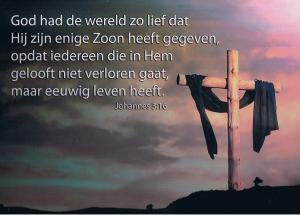 God had de wereld zo lief dat
Hij zijn enige Zoon heeft gegeven,
opdat iedereen die in Hem
gelooft niet verloren gaat,
maar eeuwig leven heeft.
Johannes 3:16